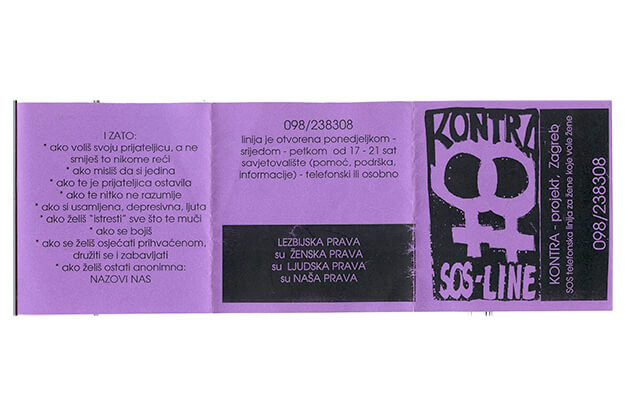 I ZATO:
* ako voliš svoju prijateljicu, a ne
smiješ to nikome reći
* ako misliš da si jedina
* ako te je prijateljica ostavila
* ako te nitko ne razumije
* ako si usamljena, depresivna, ljuta
* ako želiš "istresti" sve što te muči
* ako se bojiš
* ako se želiš osjećati prihvaćenom,
družiti se i zabavljati
* ako želiš ostati anonimna:
NAZOVI NAS
098/238308
linija je otvorena ponedjeljkom -
srijedom - petkom od 17 - 21 sat
savjetovalište (pomoć, podrška,
informacije) - telefonski ili osobno
LEZBIJSKA PRAVA
su ŽENSKA PRAVA
su LJUDSKA PRAVA
su NAŠA PRAVA
KONTRA
SOS-LINE
KONTRA - projekt, Zagreb
SOS telefonska linija za žene koje vole žene
098/238308